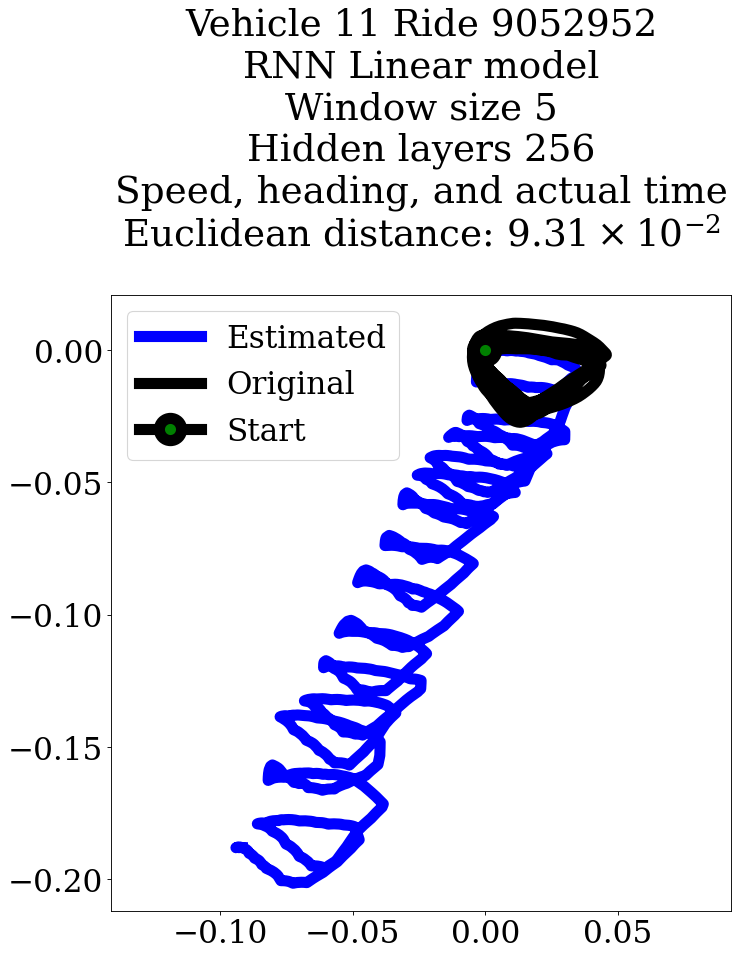 Vehicle 11 Ride 9052952
RNN Linear model
Window size 5
Hidden layers 256
Speed, heading, and actual time
Euclidean distance: 9.31 × 10⁻²
Estimated
Original
Start
0.00
−0.05
−0.10
−0.15
−0.20
−0.10 −0.05 0.00 0.05